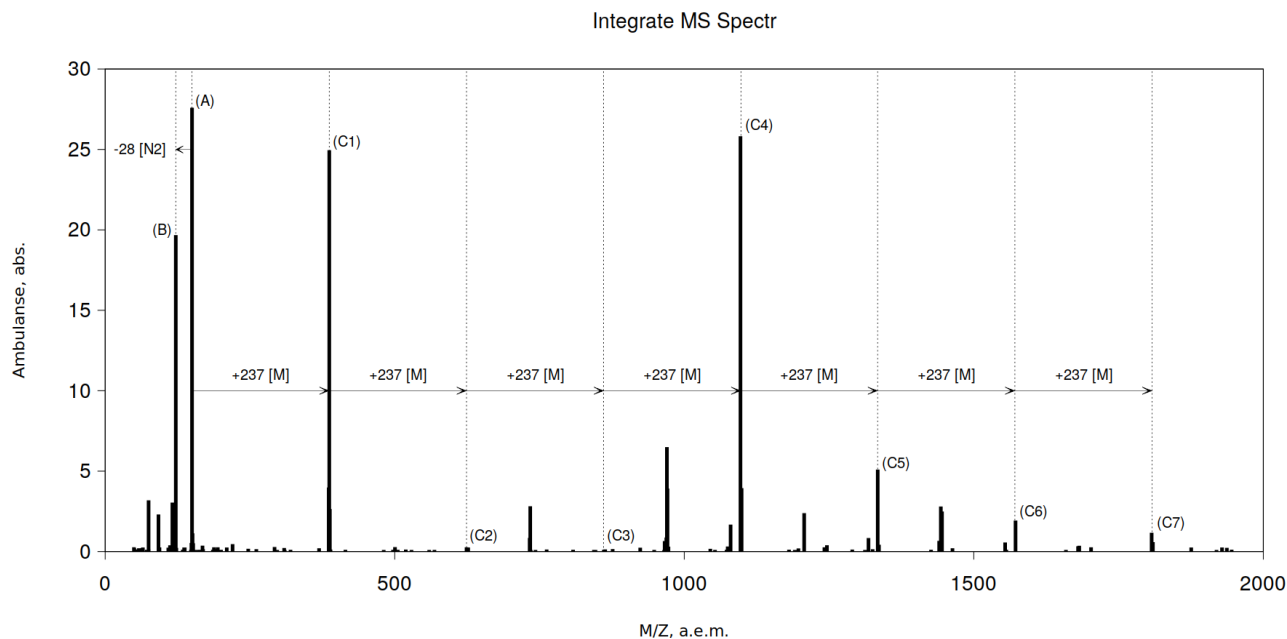 Integrate MS Spectr
30
(A)
-28 [N2]
(C1)
(C4)
25
(B)
20
Ambulanse, abs.
15
+237 [M]
+237 [M]
+237 [M]
+237 [M]
+237 [M]
+237 [M]
+237 [M]
10
5
(C5)
(C2)
(C3)
(C6)
(C7)
0
0
500
1000
1500
2000
M/Z, a.e.m.